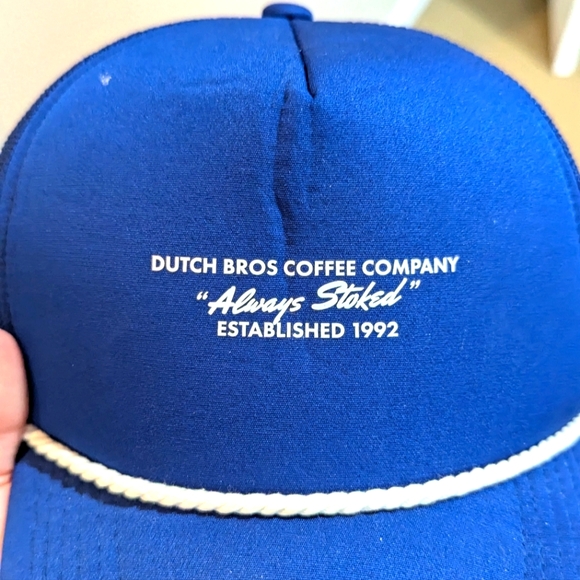 DUTCH BROS COFFEE COMPANY
“Always Stoked”
ESTABLISHED 1992